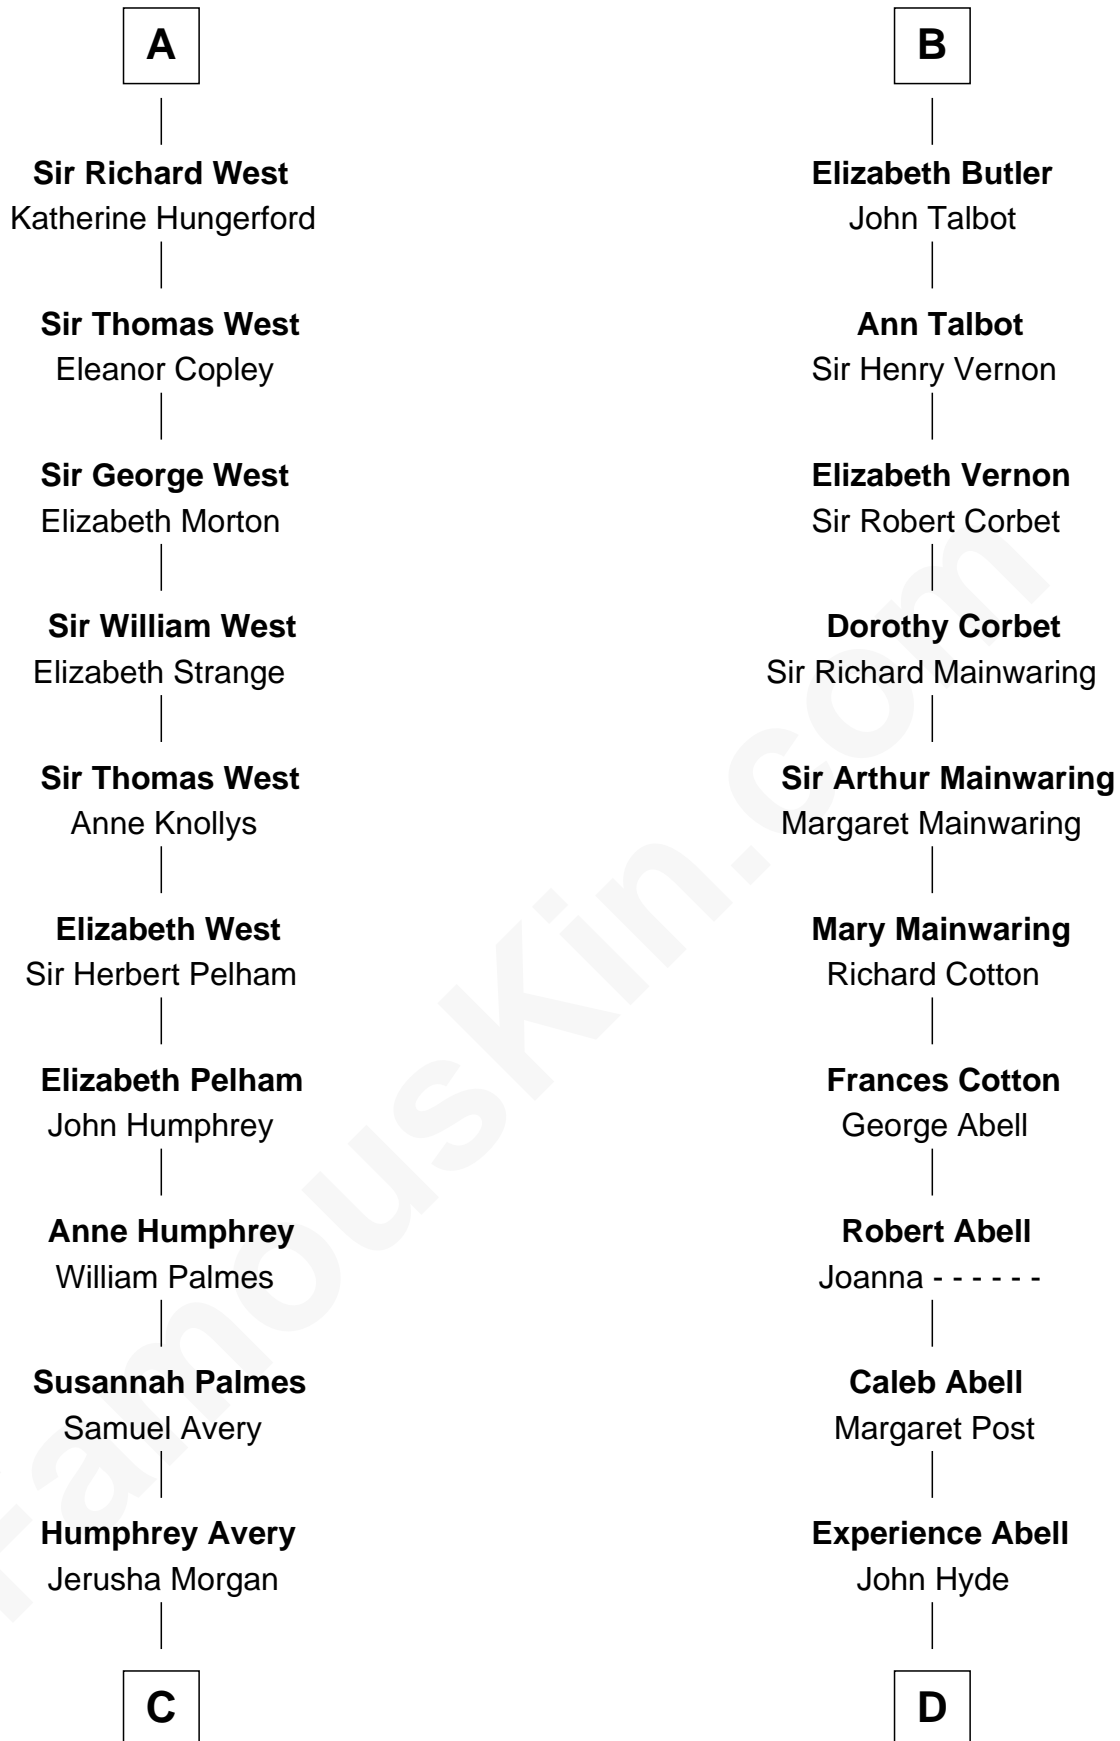 A
Sir Richard West
Katherine Hungerford
Sir Thomas West
Eleanor Copley
Sir George West
Elizabeth Morton
Sir William West
Elizabeth Strange
Sir Thomas West
Anne Knollys
Elizabeth West
Sir Herbert Pelham
Elizabeth Pelham
John Humphrey
Anne Humphrey
William Palmes
Susannah Palmes
Samuel Avery
Humphrey Avery
Jerusha Morgan
C
B
Elizabeth Butler
John Talbot
Ann Talbot
Sir Henry Vernon
Elizabeth Vernon
Sir Robert Corbet
Dorothy Corbet
Sir Richard Mainwaring
Sir Arthur Mainwaring
Margaret Mainwaring
Mary Mainwaring
Richard Cotton
Frances Cotton
George Abell
Robert Abell
Joanna - - - - - -
Caleb Abell
Margaret Post
Experience Abell
John Hyde
D
FamousKin.com